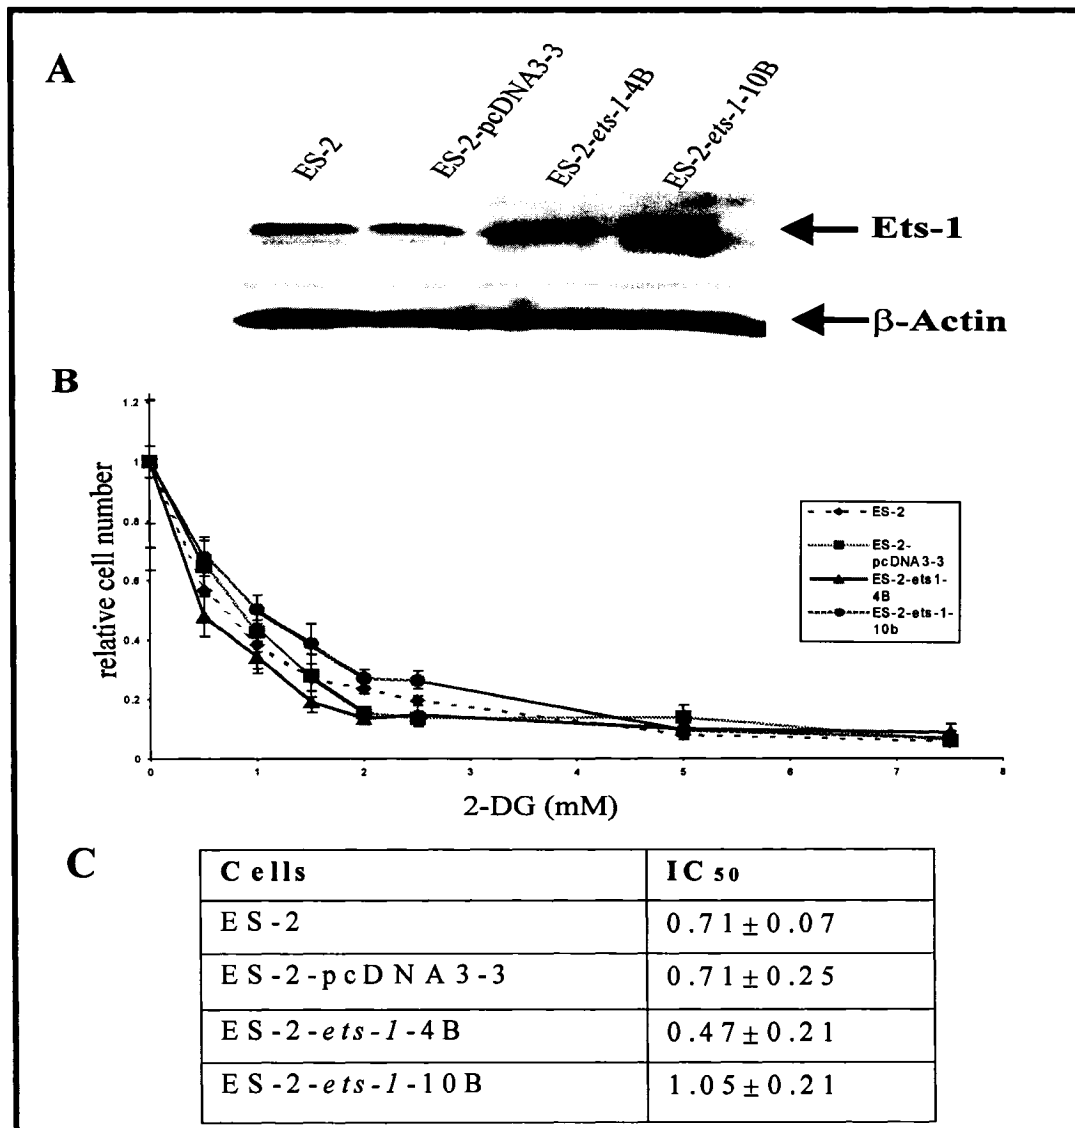 A
ES-2
ES-2-pcDNA3-3
ES-2-ets-1-4B
ES-2-ets-1-10B
Ets-1
β-Actin
B
relative cell number
1.2
1
0.8
0.6
0.4
0.2
0
0 1 2 3 4 5 6 7 8
2-DG (mM)
ES-2
ES-2-
pcDNA3-3
ES-2-ets1-
4B
ES-2-ets-1-
10b
C
Cells IC50
ES-2 0.71±0.07
ES-2-pcDNA3-3 0.71±0.25
ES-2-ets-1-4B 0.47±0.21
ES-2-ets-1-10B 1.05±0.21